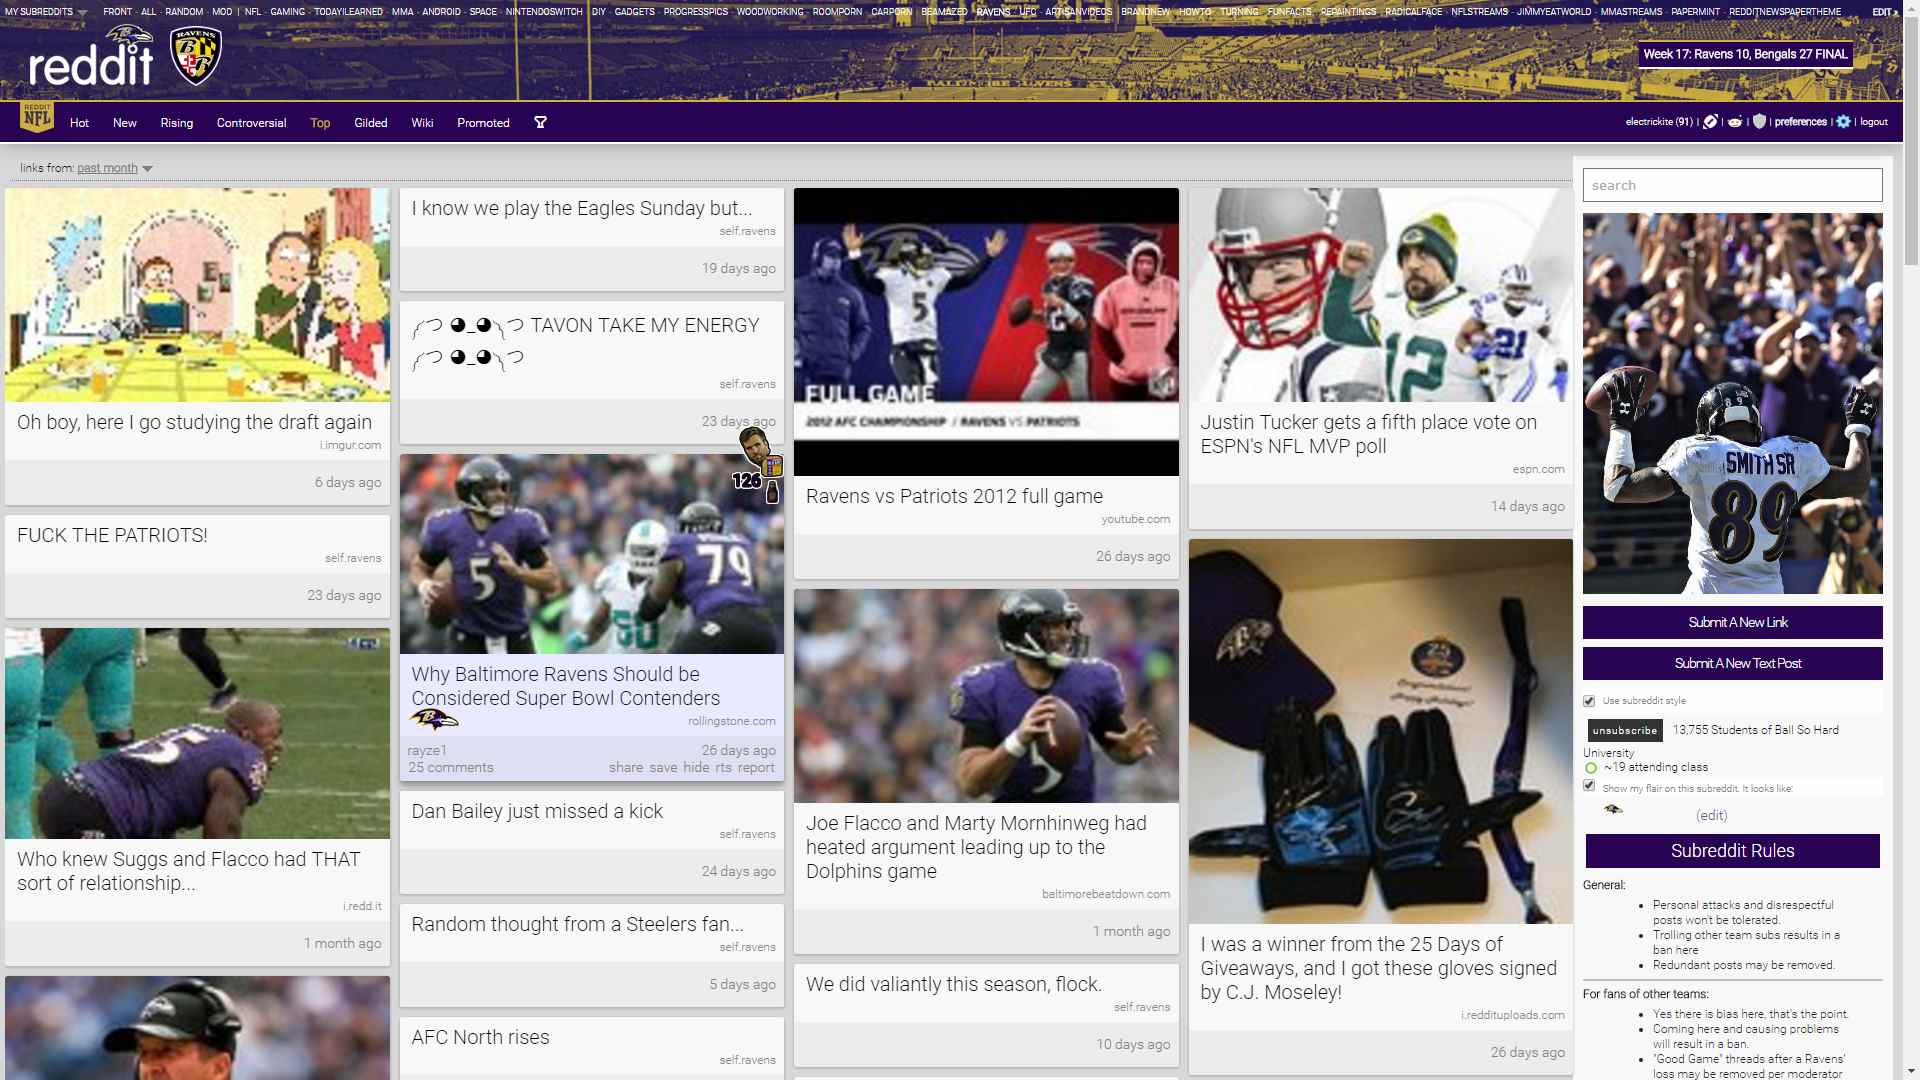 MY SUBREDDITS FRONT - ALL - RANDOM - MOD | NFL - GAMING - TODAYILEARNED - MMA - ANDROID - SPACE - NINTENDOSWITCH - DIY - GADGETS - PROGRESSPICS - WOODWORKING - ROOMPORN - CARPORN - BEAMAZED - RAVENS - UFC - ARTISANVIDEOS - BRANDNEW - HOWTO - TURNING - FUNFACTS - REPAINTINGS - RADICALFACE - NFLSTREAMS - JIMMYEATWORLD - MMASTREAMS - PAPERMINT - REDDITNEWSPAPERTHEME EDIT »
reddit RAVENS
Week 17: Ravens 10, Bengals 27 FINAL
REDDIT NFL
Hot New Rising Controversial Top Gilded Wiki Promoted
electrickite (91) | | | | preferences | | logout
links from: past month
Oh boy, here I go studying the draft again
i.imgur.com
6 days ago
FUCK THE PATRIOTS!
self.ravens
23 days ago
Who knew Suggs and Flacco had THAT
sort of relationship...
i.redd.it
1 month ago
I know we play the Eagles Sunday but...
self.ravens
19 days ago
༼つ ◕_◕༽つ TAVON TAKE MY ENERGY
༼つ ◕_◕༽つ
self.ravens
23 days ago
126
5
79
50
Why Baltimore Ravens Should be
Considered Super Bowl Contenders
rollingstone.com
rayze1 26 days ago
25 comments share save hide rts report
Dan Bailey just missed a kick
self.ravens
24 days ago
Random thought from a Steelers fan...
self.ravens
5 days ago
AFC North rises
self.ravens
5
FULL GAME
2012 AFC CHAMPIONSHIP / RAVENS VS PATRIOTS
Ravens vs Patriots 2012 full game
youtube.com
26 days ago
Joe Flacco and Marty Mornhinweg had
heated argument leading up to the
Dolphins game
baltimorebeatdown.com
1 month ago
We did valiantly this season, flock.
self.ravens
10 days ago
12
21
Justin Tucker gets a fifth place vote on
ESPN's NFL MVP poll
espn.com
14 days ago
I was a winner from the 25 Days of
Giveaways, and I got these gloves signed
by C.J. Moseley!
i.reddituploads.com
26 days ago
search
89
SMITH SR
89
Submit A New Link
Submit A New Text Post
Use subreddit style
unsubscribe 13,755 Students of Ball So Hard
University
~19 attending class
Show my flair on this subreddit. It looks like:
(edit)
Subreddit Rules
General:
Personal attacks and disrespectful
posts won't be tolerated.
Trolling other team subs results in a
ban here
Redundant posts may be removed.
For fans of other teams:
Yes there is bias here, that's the point.
Coming here and causing problems
will result in a ban.
"Good Game" threads after a Ravens'
loss may be removed per moderator